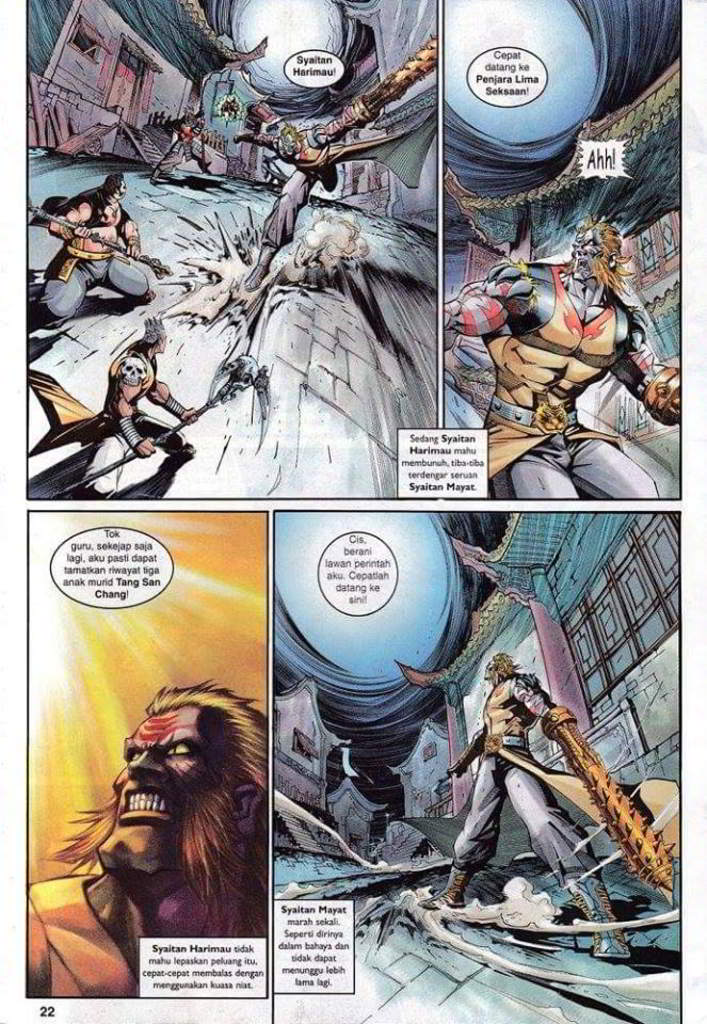 Syaitan
Harimau!
Cepat
datang ke
Penjara Lima
Seksaan!
Ahh!
Sedang Syaitan
Harimau mahu
membunuh, tiba-tiba
terdengar seruan
Syaitan Mayat.
Tok
guru, sekejap saja
lagi, aku pasti dapat
tamatkan riwayat tiga
anak murid Tang San
Chang!
Syaitan Harimau tidak
mahu lepaskan peluang itu,
cepat-cepat membalas dengan
menggunakan kuasa niat.
Cis,
berani
lawan perintah
aku. Cepatlah
datang ke
sini!
Syaitan Mayat
marah sekali.
Seperti dirinya
dalam bahaya dan
tidak dapat
menunggu lebih
lama lagi.
22